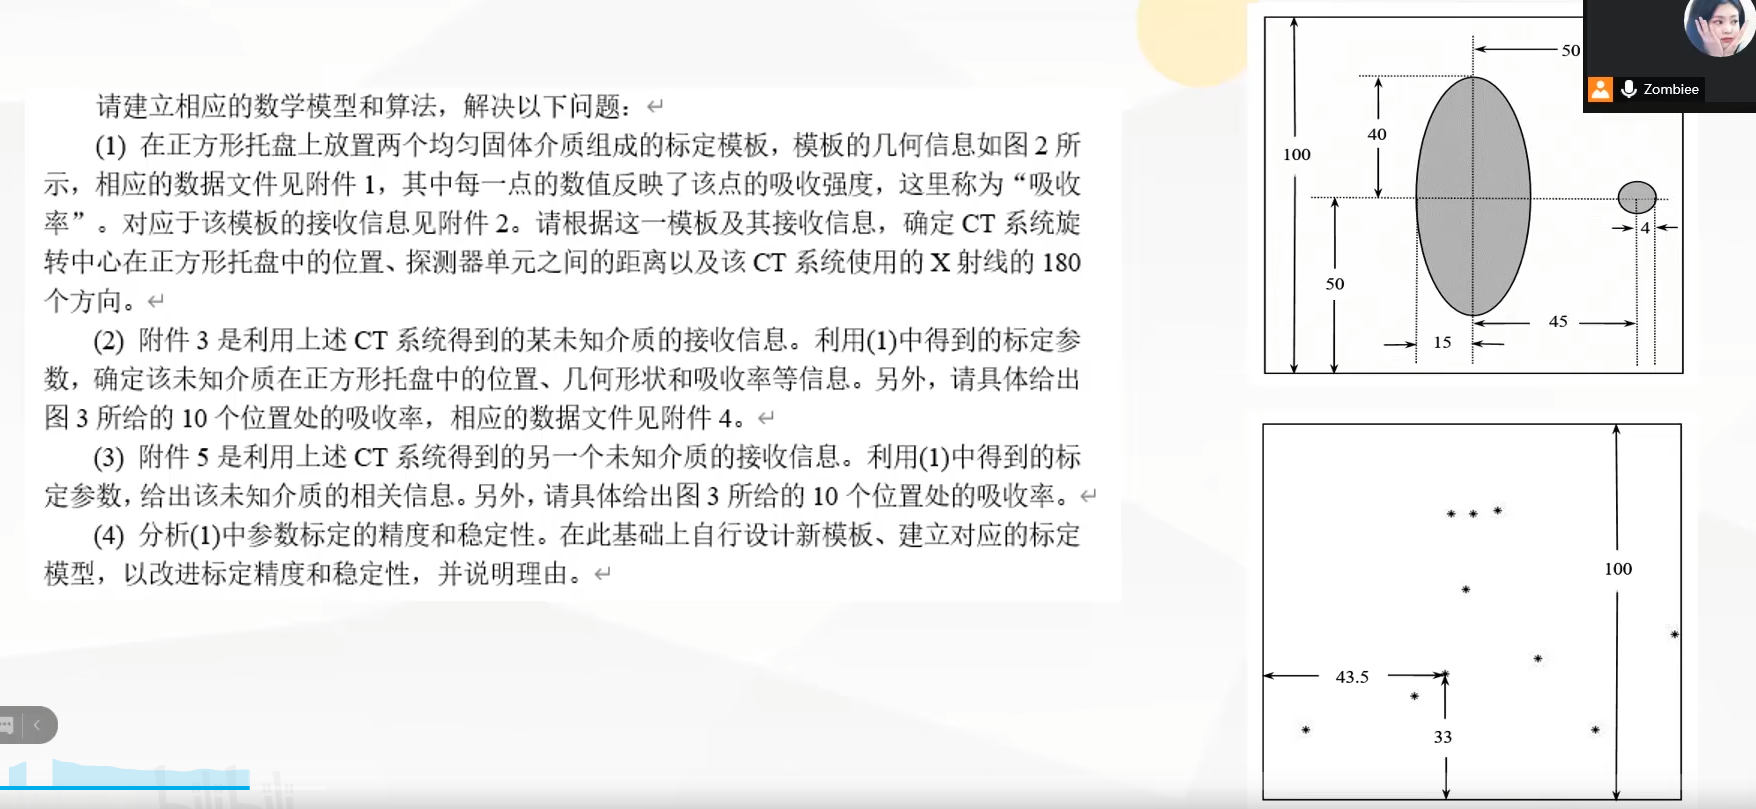 请建立相应的数学模型和算法，解决以下问题：
(1) 在正方形托盘上放置两个均匀固体介质组成的标定模板，模板的几何信息如图 2 所
示，相应的数据文件见附件 1，其中每一点的数值反映了该点的吸收强度，这里称为“吸收
率”。对应于该模板的接收信息见附件 2。请根据这一模板及其接收信息，确定 CT 系统旋
转中心在正方形托盘中的位置、探测器单元之间的距离以及该 CT 系统使用的 X 射线的 180
个方向。
(2) 附件 3 是利用上述 CT 系统得到的某未知介质的接收信息。利用(1)中得到的标定参
数，确定该未知介质在正方形托盘中的位置、几何形状和吸收率等信息。另外，请具体给出
图 3 所给的 10 个位置处的吸收率，相应的数据文件见附件 4。
(3) 附件 5 是利用上述 CT 系统得到的另一个未知介质的接收信息。利用(1)中得到的标
定参数，给出该未知介质的相关信息。另外，请具体给出图 3 所给的 10 个位置处的吸收率。
(4) 分析(1)中参数标定的精度和稳定性。在此基础上自行设计新模板、建立对应的标定
模型，以改进标定精度和稳定性，并说明理由。
50
Zombiee
40
100
4
50
45
15
100
43.5
33
bilibili